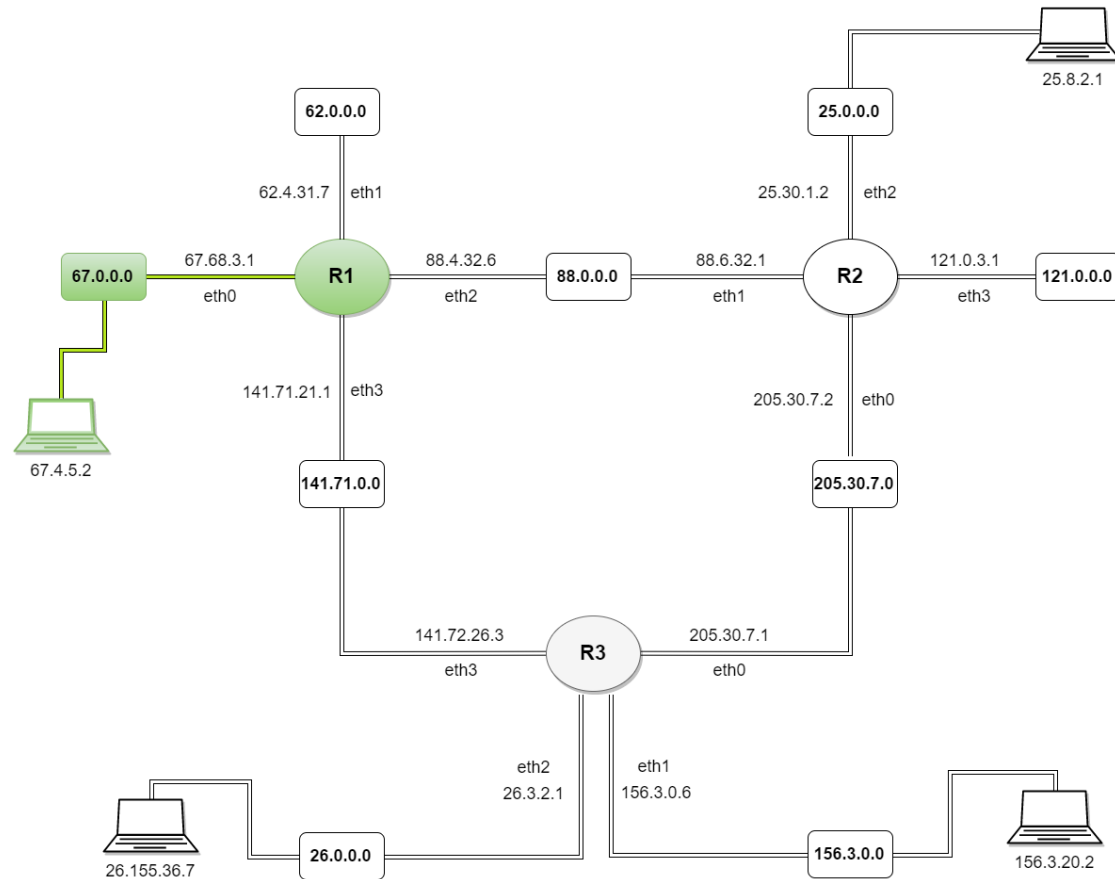 25.8.2.1
62.0.0.0
25.0.0.0
62.4.31.7 eth1
25.30.1.2 eth2
67.0.0.0
67.68.3.1
eth0
R1
88.4.32.6
eth2
88.0.0.0
88.6.32.1
eth1
R2
121.0.3.1
eth3
121.0.0.0
141.71.21.1 eth3
205.30.7.2 eth0
67.4.5.2
141.71.0.0
205.30.7.0
141.72.26.3
eth3
R3
205.30.7.1
eth0
eth2
26.3.2.1
eth1
156.3.0.6
26.155.36.7
26.0.0.0
156.3.0.0
156.3.20.2